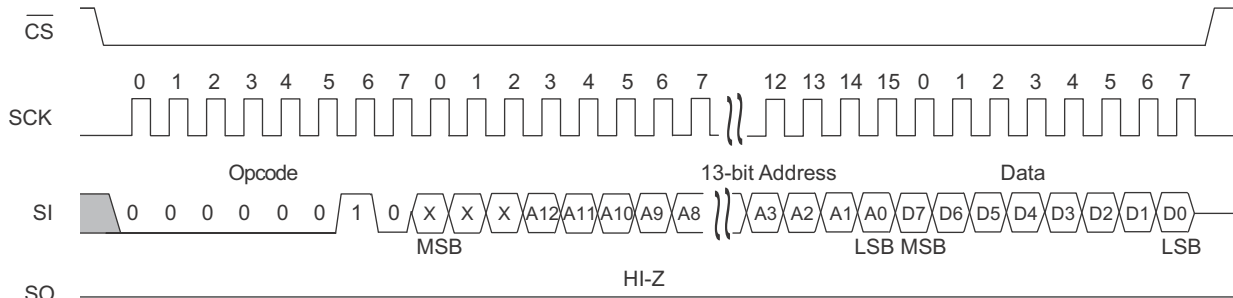 CS
0 1 2 3 4 5 6 7 0 1 2 3 4 5 6 7 12 13 14 15 0 1 2 3 4 5 6 7
SCK
Opcode 13-bit Address Data
SI 0 0 0 0 0 0 1 0 X X X A12 A11 A10 A9 A8 A3 A2 A1 A0 D7 D6 D5 D4 D3 D2 D1 D0
MSB LSB MSB LSB
HI-Z
SO